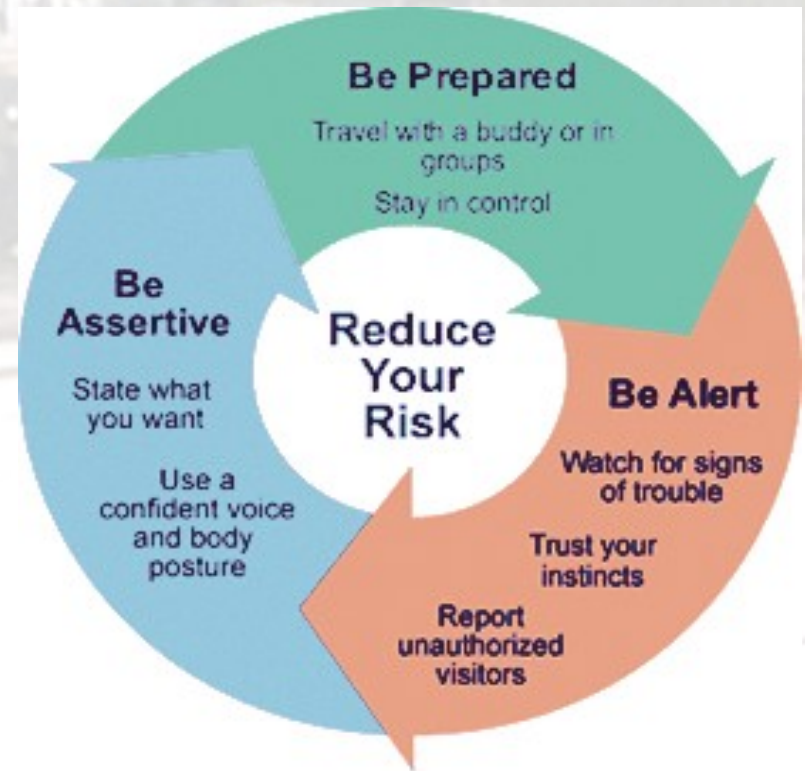 Be Prepared
Travel with a buddy or in
groups
Stay in control
Reduce
Your
Risk
Be Alert
Watch for signs
of trouble
Trust your
instincts
Report
unauthorized
visitors
Be
Assertive
State what
you want
Use a
confident voice
and body
posture